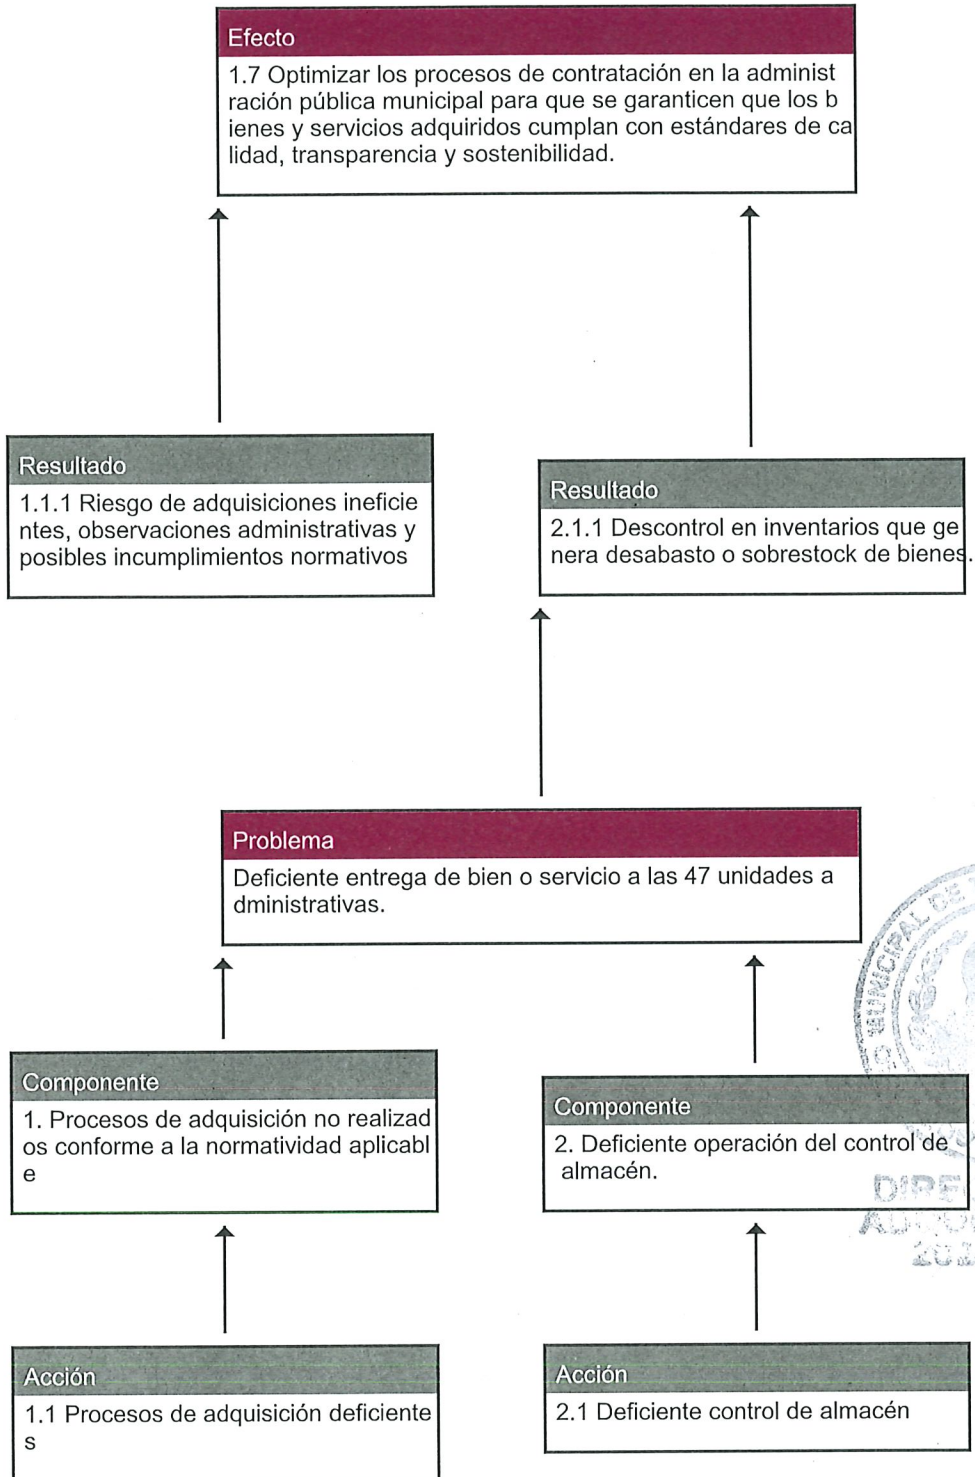 Efecto
1.7 Optimizar los procesos de contratación en la administ
ración pública municipal para que se garanticen que los b
ienes y servicios adquiridos cumplan con estándares de ca
lidad, transparencia y sostenibilidad.
Resultado
1.1.1 Riesgo de adquisiciones ineficie
ntes, observaciones administrativas y
posibles incumplimientos normativos
Resultado
2.1.1 Descontrol en inventarios que ge
nera desabasto o sobrestock de bienes.
Problema
Deficiente entrega de bien o servicio a las 47 unidades a
dministrativas.
Componente
1. Procesos de adquisición no realizad
os conforme a la normatividad aplicabl
e
Componente
2. Deficiente operación del control de
almacén.
MUNICIPAL DE
Acción
1.1 Procesos de adquisición deficiente
s
Acción
2.1 Deficiente control de almacén